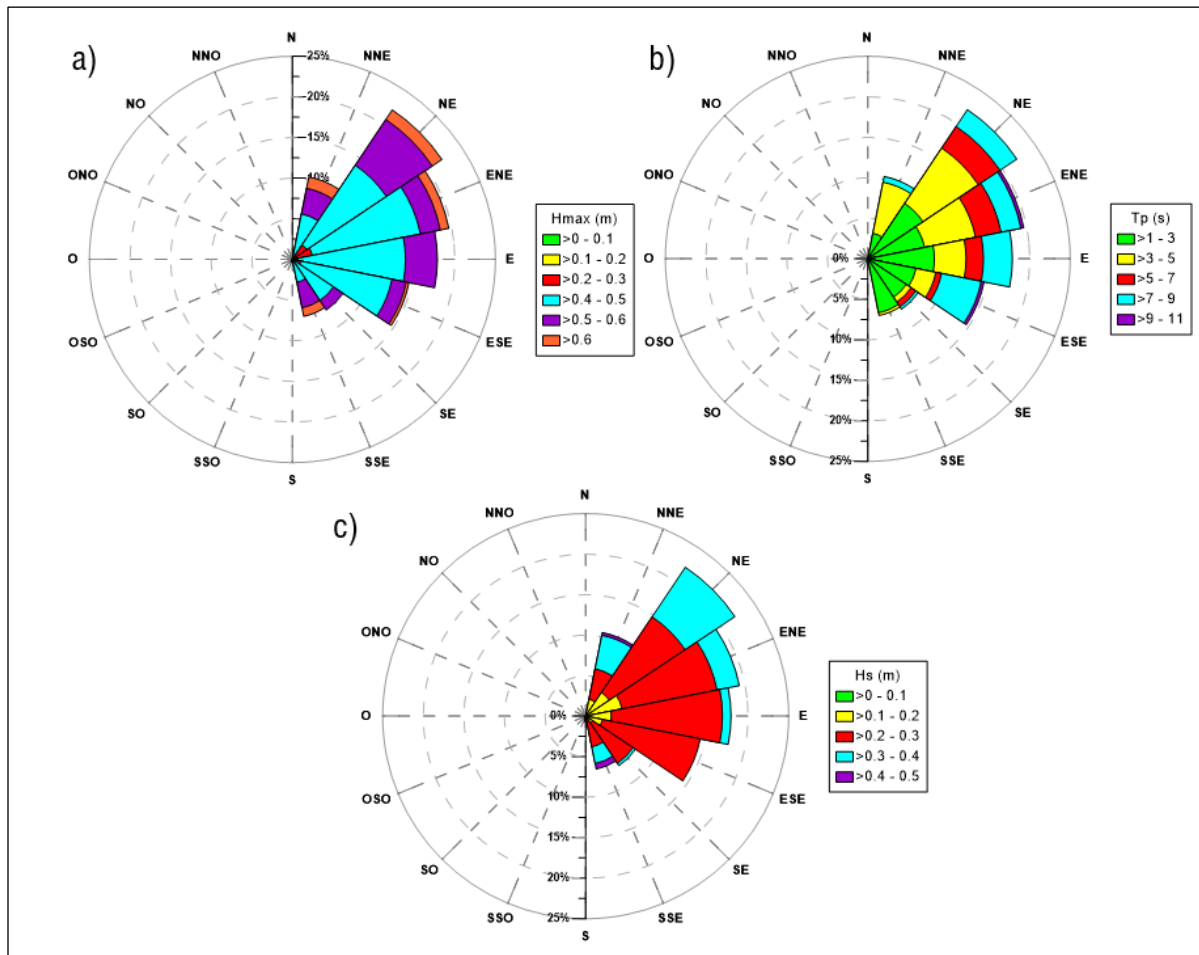 a)
N
NNE
NE
ENE
E
ESE
SE
SSE
S
SSO
SO
OSO
O
ONO
NO
NNO
25%
20%
15%
10%
Hmax (m)
>0 - 0.1
>0.1 - 0.2
>0.2 - 0.3
>0.4 - 0.5
>0.5 - 0.6
>0.6
b)
N
NNE
NE
ENE
E
ESE
SE
SSE
S
SSO
SO
OSO
O
ONO
NO
NNO
0%
5%
10%
15%
20%
25%
Tp (s)
>1 - 3
>3 - 5
>5 - 7
>7 - 9
>9 - 11
c)
N
NNE
NE
ENE
E
ESE
SE
SSE
S
SSO
SO
OSO
O
ONO
NO
NNO
0%
5%
10%
15%
20%
25%
Hs (m)
>0 - 0.1
>0.1 - 0.2
>0.2 - 0.3
>0.3 - 0.4
>0.4 - 0.5